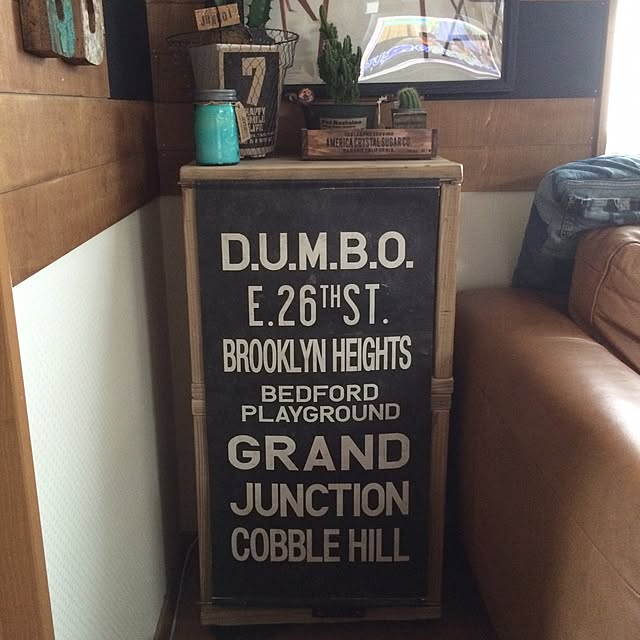 7
AMERICA CRYSTAL SUGAR CO.
D.U.M.B.O.
E.26TH ST.
BROOKLYN HEIGHTS
BEDFORD
PLAYGROUND
GRAND
JUNCTION
COBBLE HILL